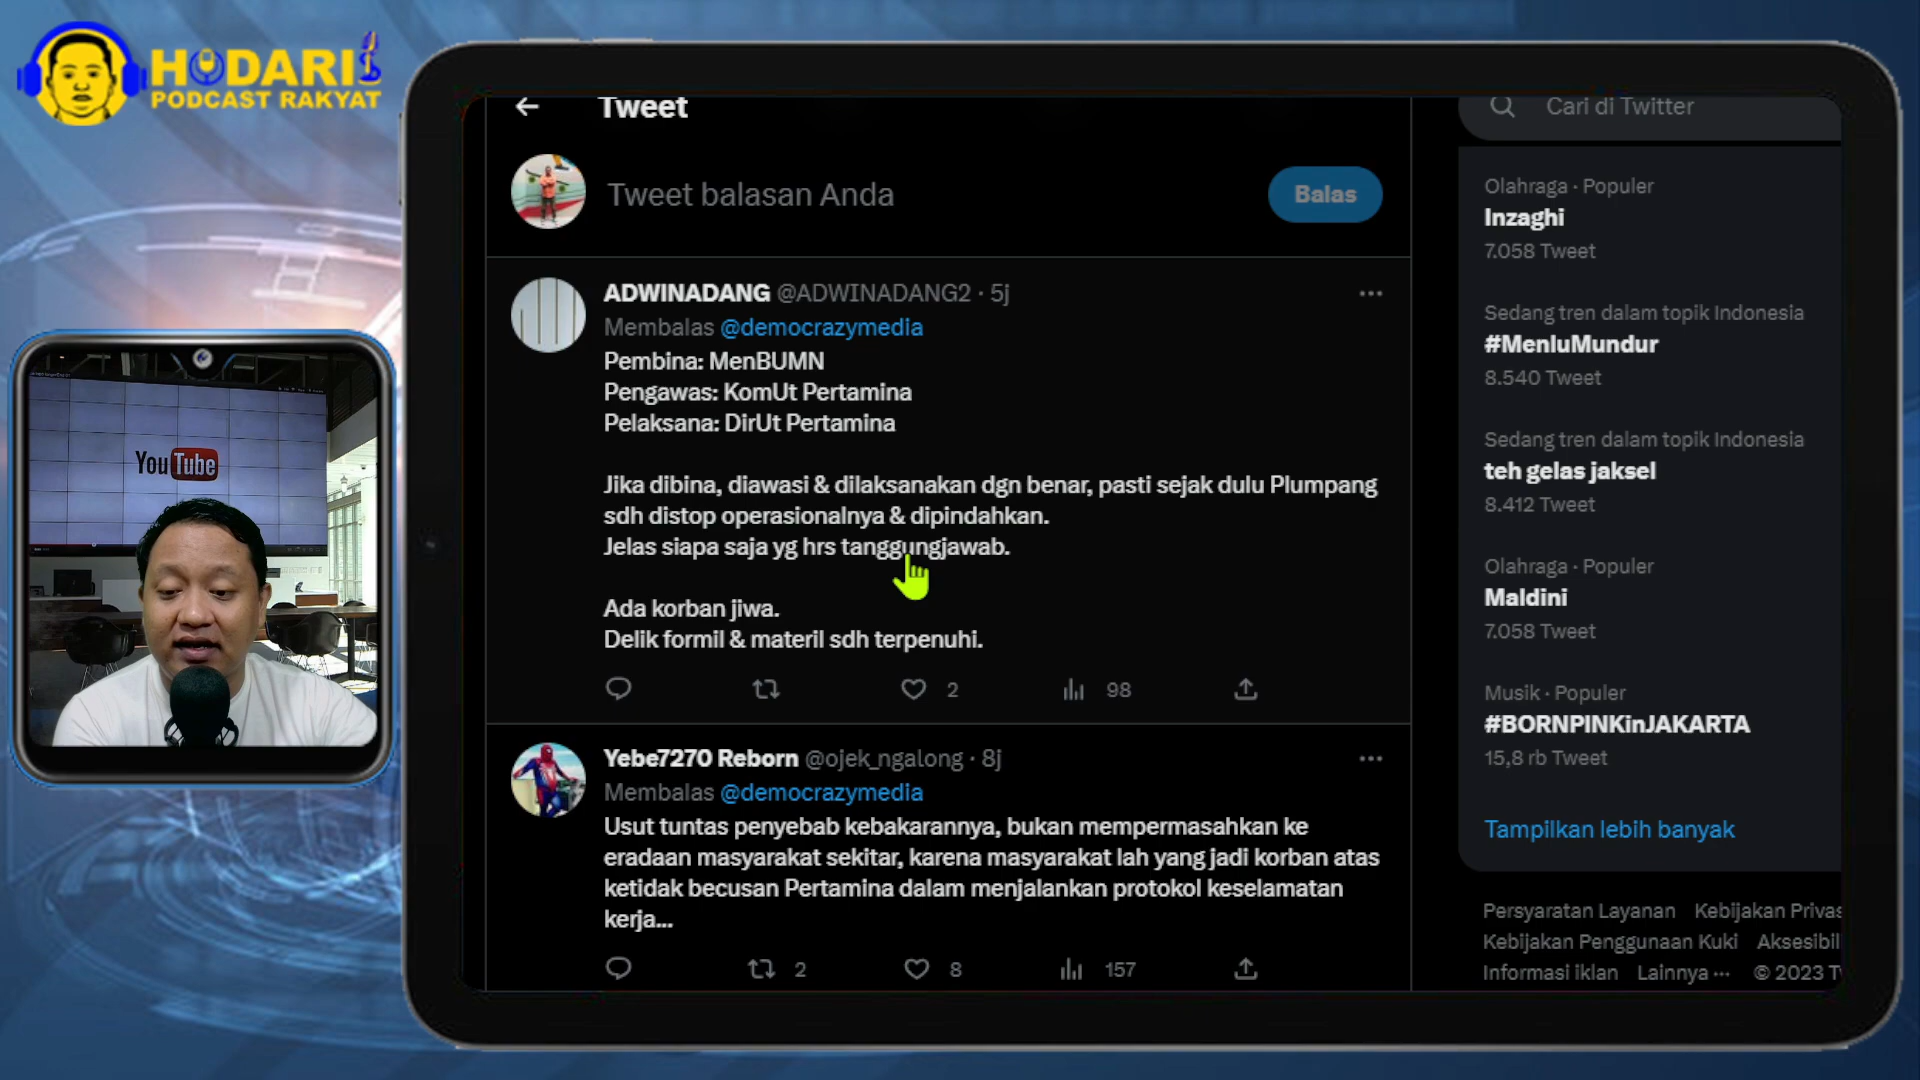 HODARI
PODCAST RAKYAT
YouTube
Tweet
Tweet balasan Anda
Balas
ADWINADANG @ADWINADANG2 · 5j
Membalas @democrazymedia
Pembina: MenBUMN
Pengawas: KomUt Pertamina
Pelaksana: DirUt Pertamina
Jika dibina, diawasi & dilaksanakan dgn benar, pasti sejak dulu Plumpang
sdh distop operasionalnya & dipindahkan.
Jelas siapa saja yg hrs tanggungjawab.
Ada korban jiwa.
Delik formil & materil sdh terpenuhi.
2 98
Yebe7270 Reborn @ojek_ngalong · 8j
Membalas @democrazymedia
Usut tuntas penyebab kebakarannya, bukan mempermasahkan ke
eradaan masyarakat sekitar, karena masyarakat lah yang jadi korban atas
ketidak becusan Pertamina dalam menjalankan protokol keselamatan
kerja...
2 8 157
Cari di Twitter
Olahraga · Populer
Inzaghi
7.058 Tweet
Sedang tren dalam topik Indonesia
#MenluMundur
8.540 Tweet
Sedang tren dalam topik Indonesia
teh gelas jaksel
8.412 Tweet
Olahraga · Populer
Maldini
7.058 Tweet
Musik · Populer
#BORNPINKinJAKARTA
15,8 rb Tweet
Tampilkan lebih banyak
Persyaratan Layanan Kebijakan Privas
Kebijakan Penggunaan Kuki Aksesibil
Informasi iklan Lainnya ··· © 2023 Tw